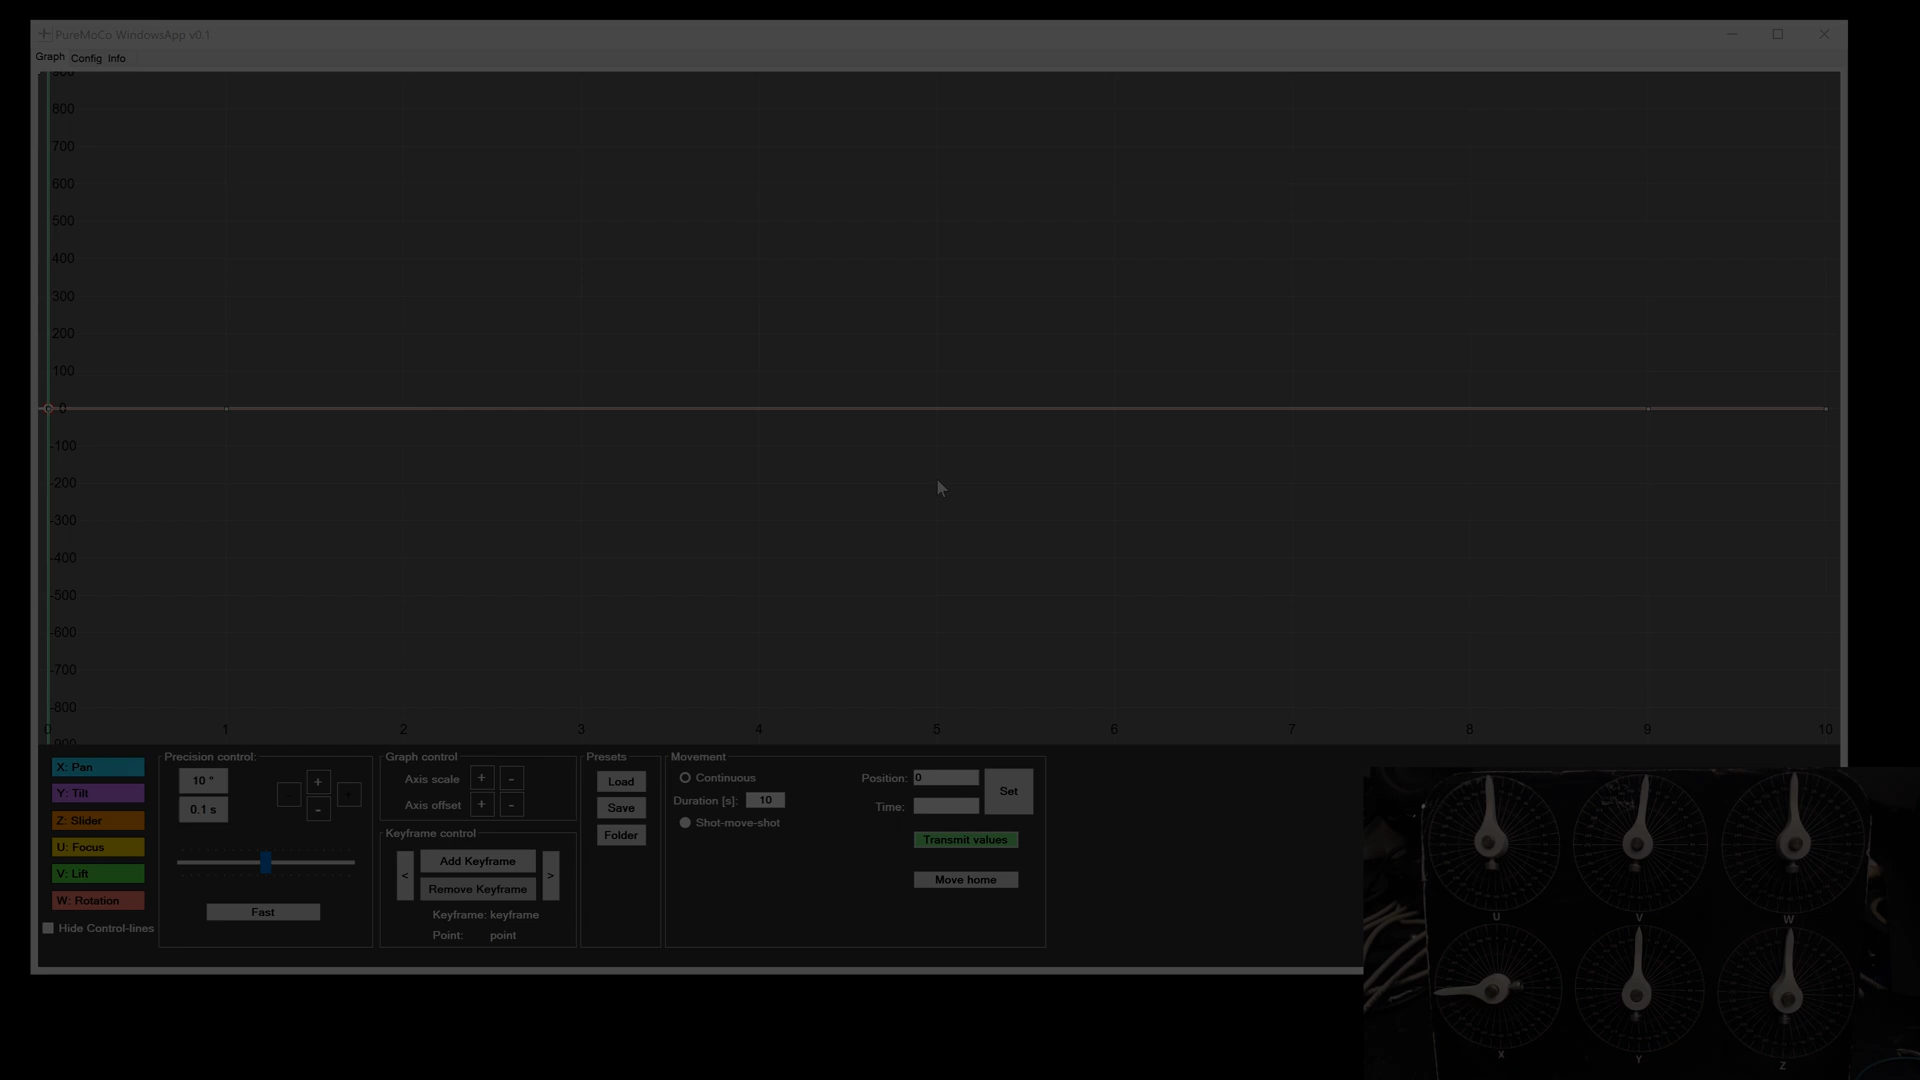 PureMoCo WindowsApp v0.1
Graph Config Info
900
800
700
600
500
400
300
200
100
0
-100
-200
-300
-400
-500
-600
-700
-800
0 1 2 3 4 5 6 7 8 9 10
-900
X: Pan
Y: Tilt
Z: Slider
U: Focus
V: Lift
W: Rotation
Hide Control-lines
Precision control:
10 °
0.1 s
- + - +
Fast
Graph control
Axis scale + -
Axis offset + -
Keyframe control
< Add Keyframe >
Remove Keyframe
Keyframe: keyframe
Point: point
Presets
Load
Save
Folder
Movement
Continuous
Duration [s]: 10
Shot-move-shot
Position: 0
Time:
Set
Transmit values
Move home
U V W
X Y Z